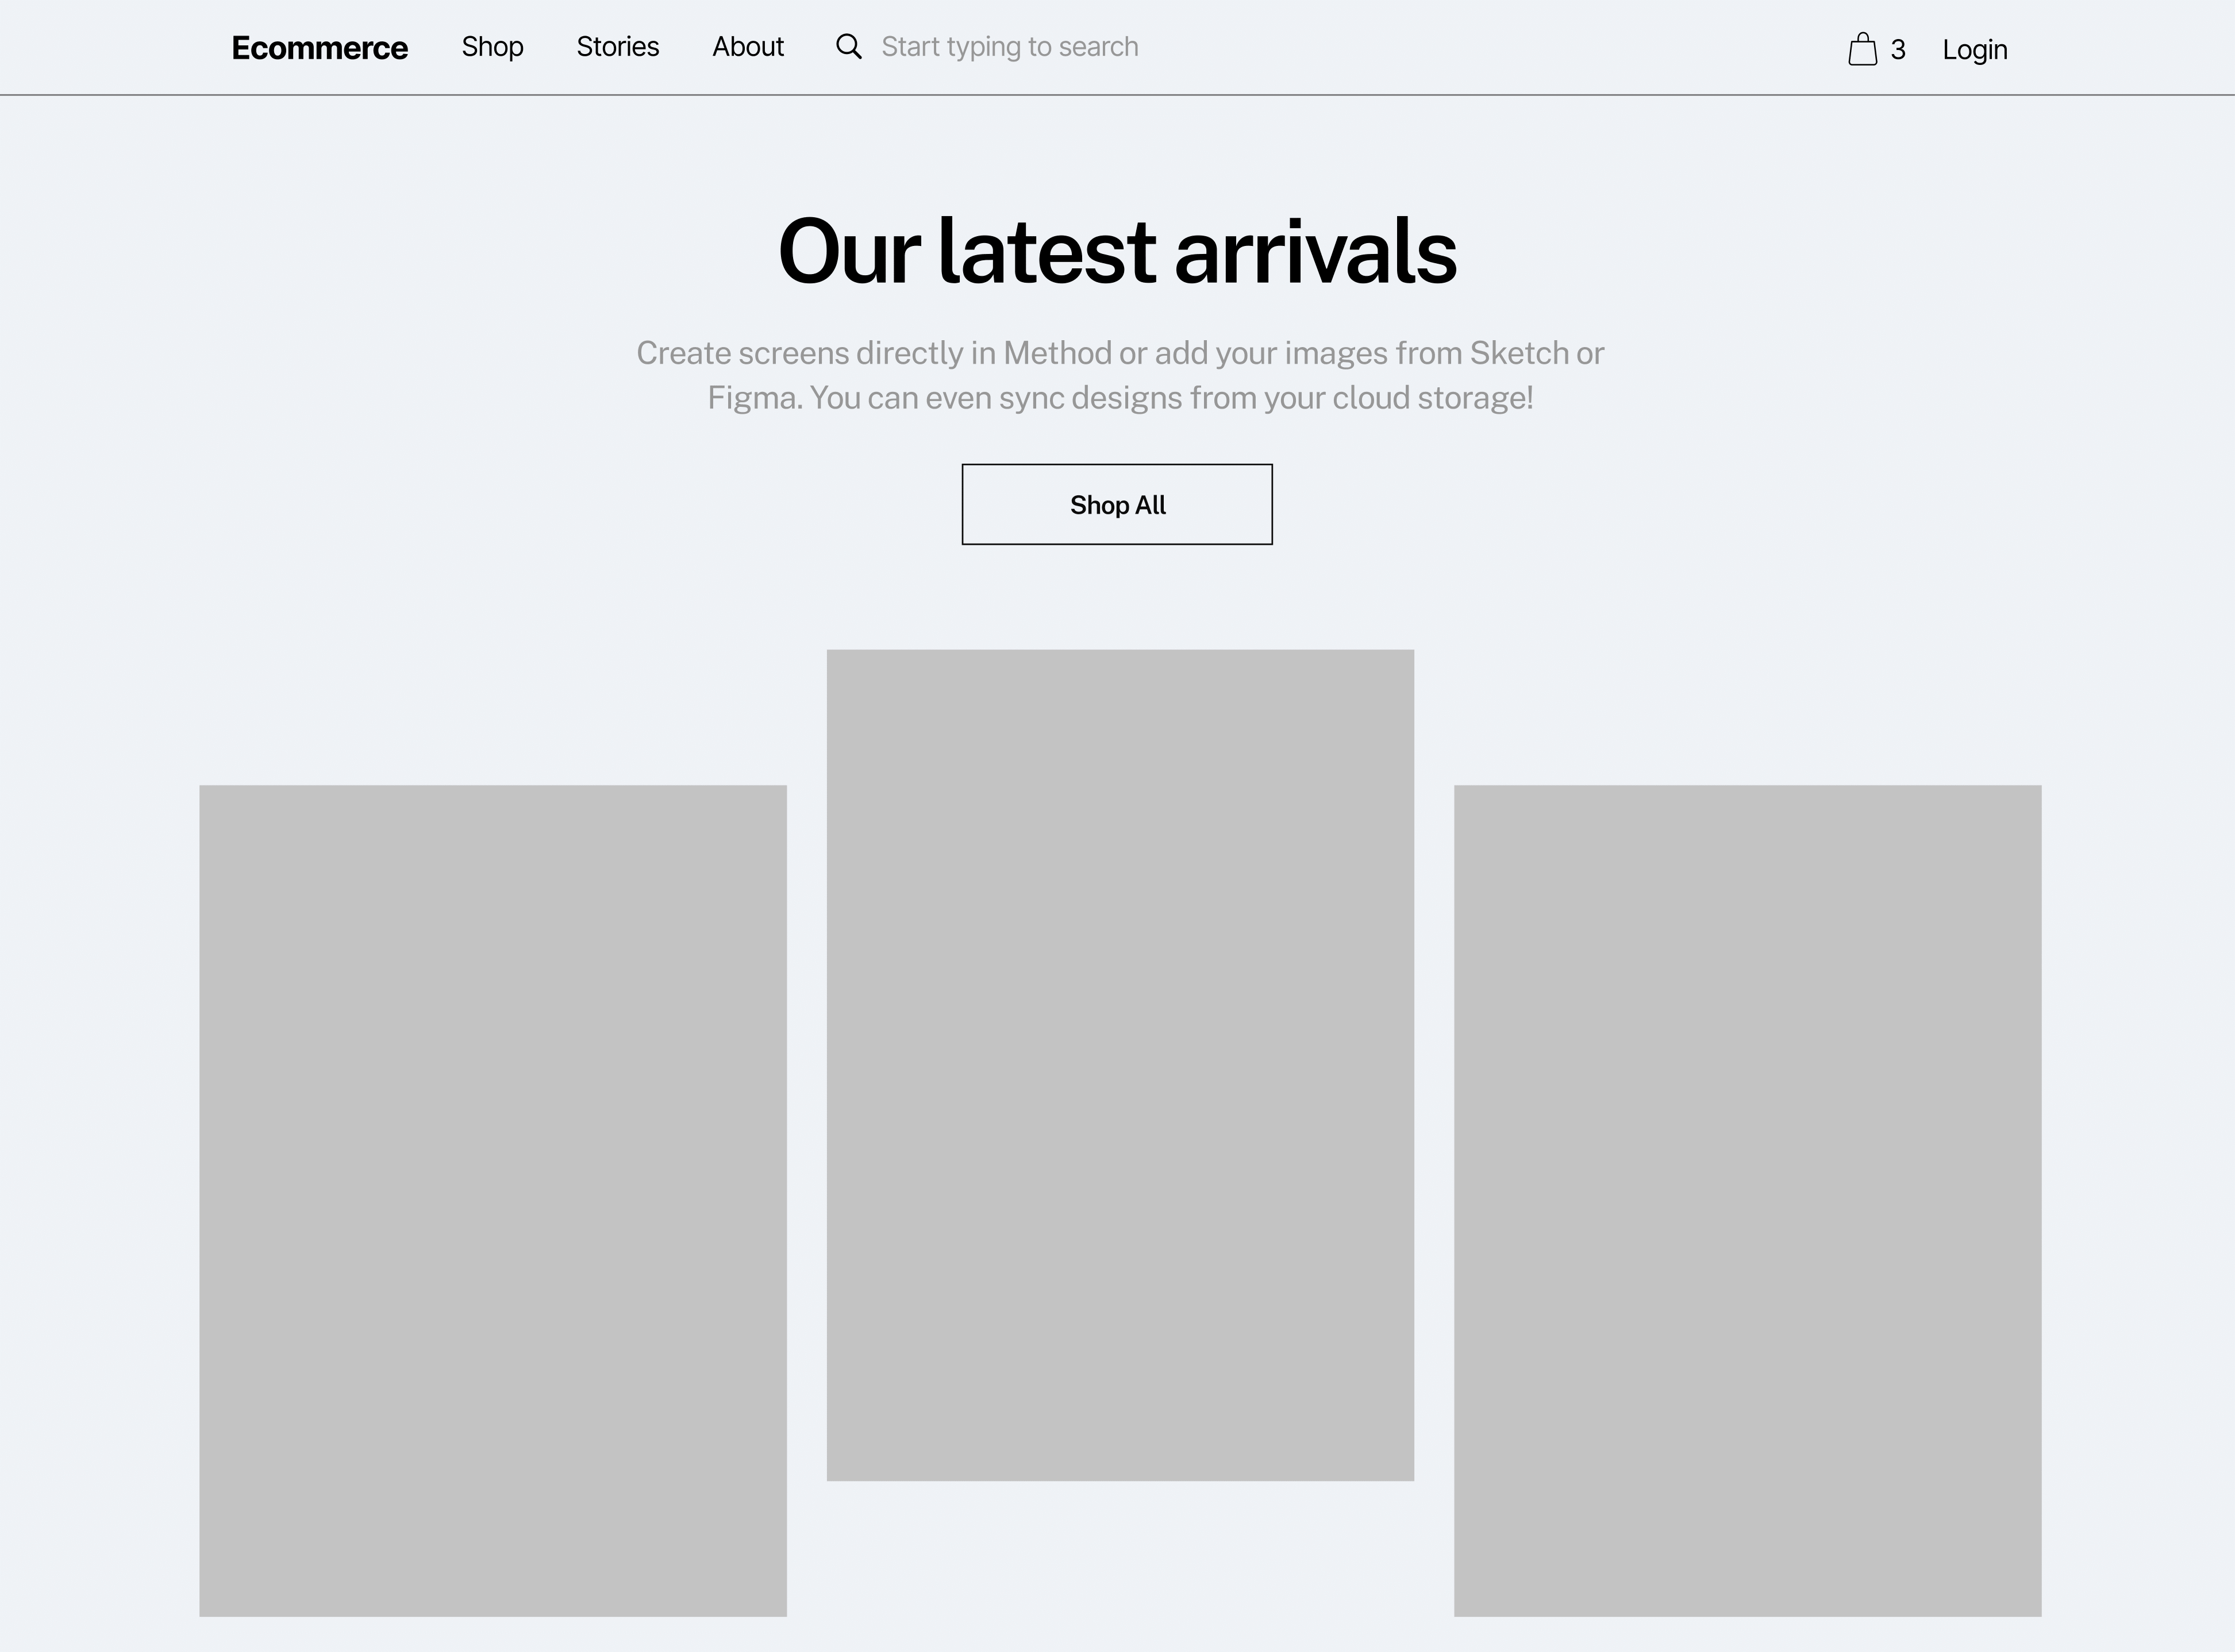 Ecommerce Shop Stories About Start typing to search 3 Login
Our latest arrivals
Create screens directly in Method or add your images from Sketch or
Figma. You can even sync designs from your cloud storage!
Shop All